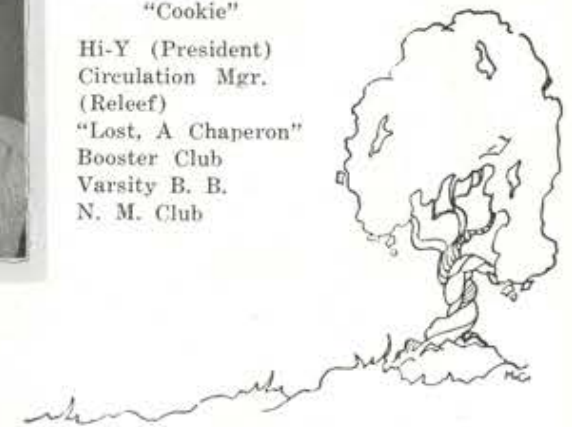 “Cookie”
Hi-Y (President)
Circulation Mgr.
(Releef)
“Lost, A Chaperon”
Booster Club
Varsity B. B.
N. M. Club